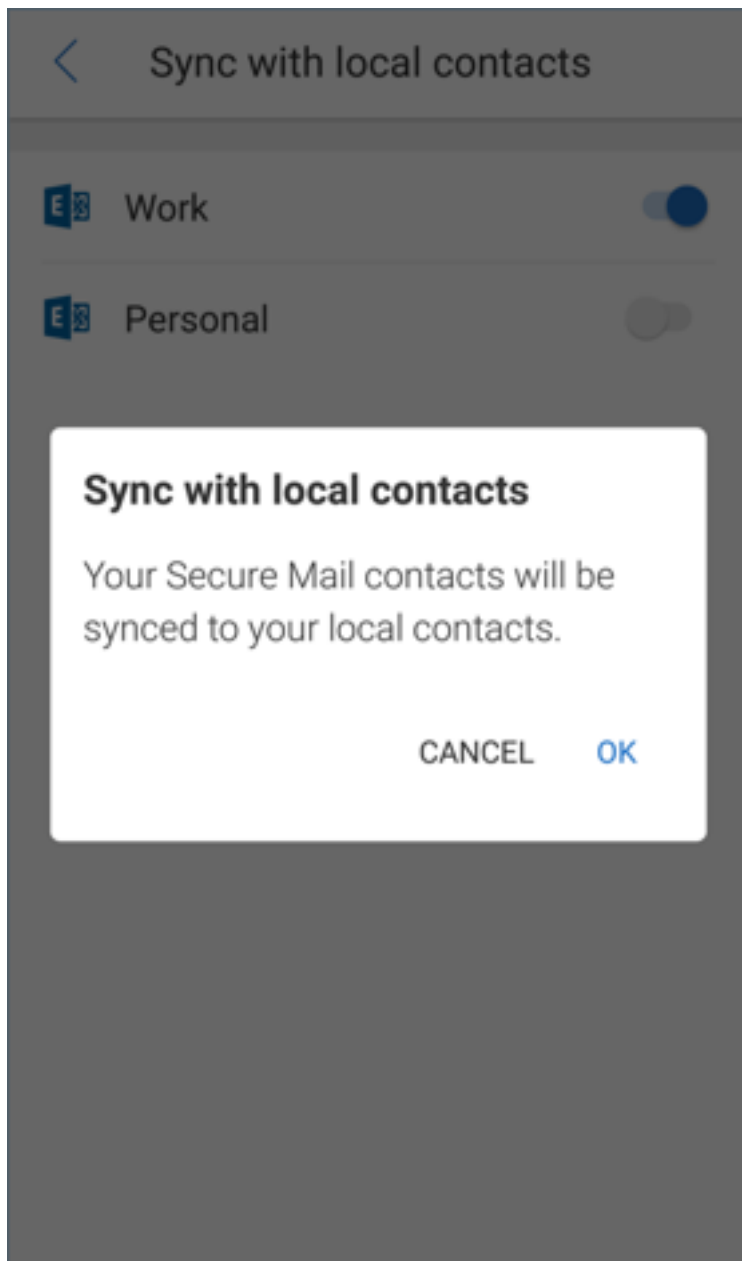 Sync with local contacts
E Work
E Personal
Sync with local contacts
Your Secure Mail contacts will be
synced to your local contacts.
CANCEL OK